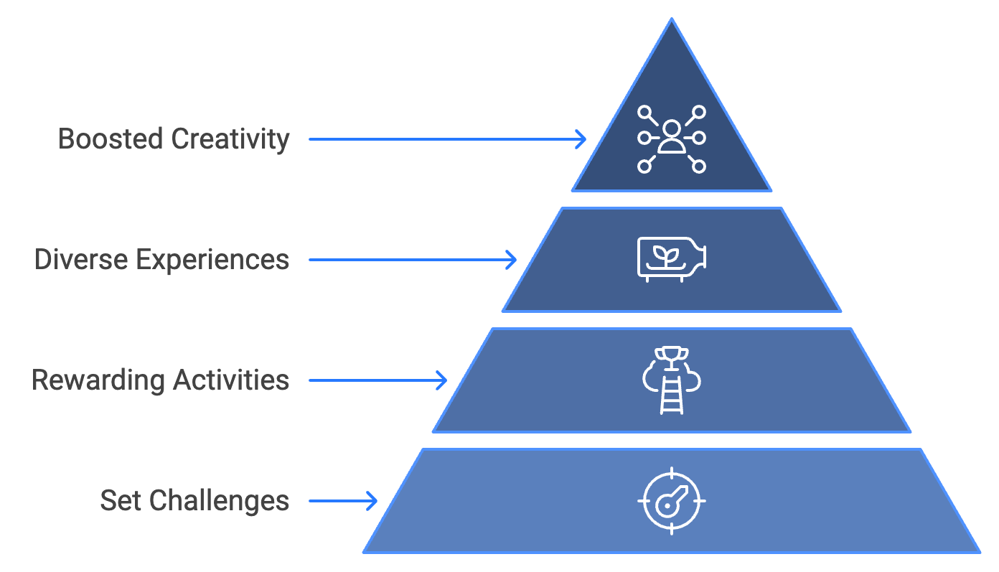 Boosted Creativity
Diverse Experiences
Rewarding Activities
Set Challenges